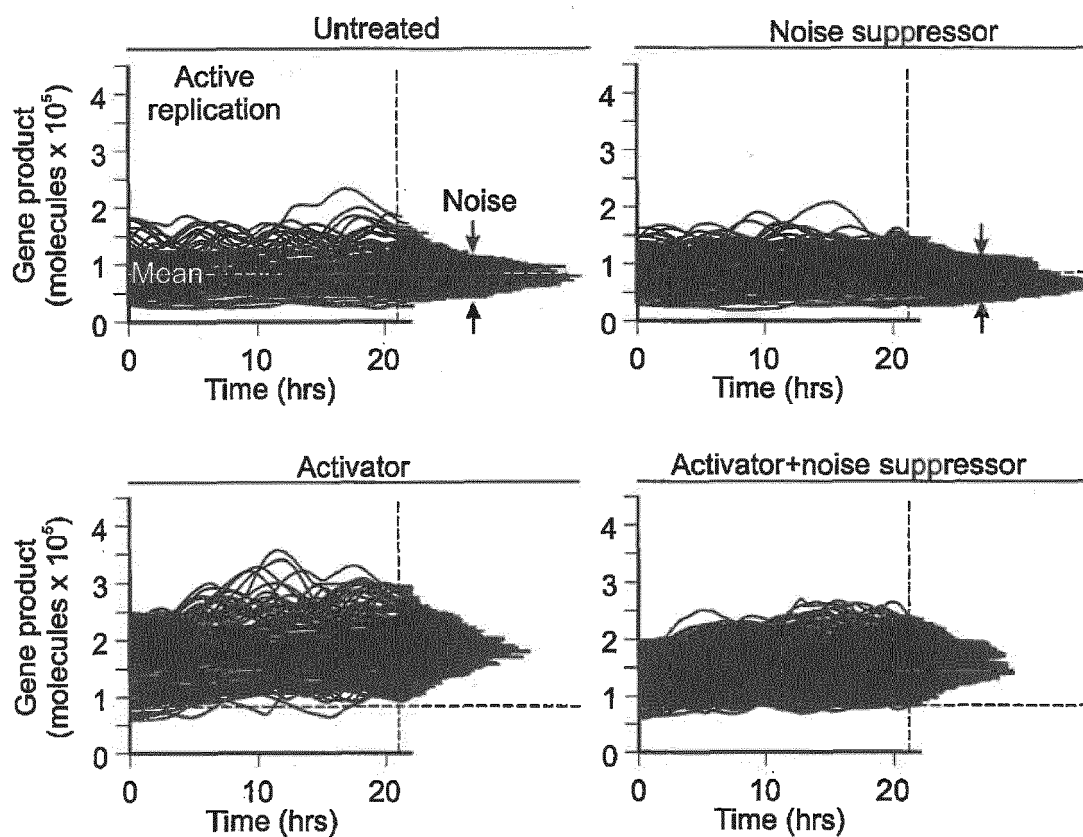 Untreated
Gene product
(molecules x 10⁵)
4
3
2
1
0
Active
replication
Noise
Mean
0 10 20
Time (hrs)
Noise suppressor
4
3
2
1
0
0 10 20
Time (hrs)
Activator
Gene product
(molecules x 10⁵)
4
3
2
1
0
0 10 20
Time (hrs)
Activator+noise suppressor
4
3
2
1
0
0 10 20
Time (hrs)